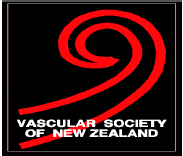 VASCULAR SOCIETY
OF NEW ZEALAND